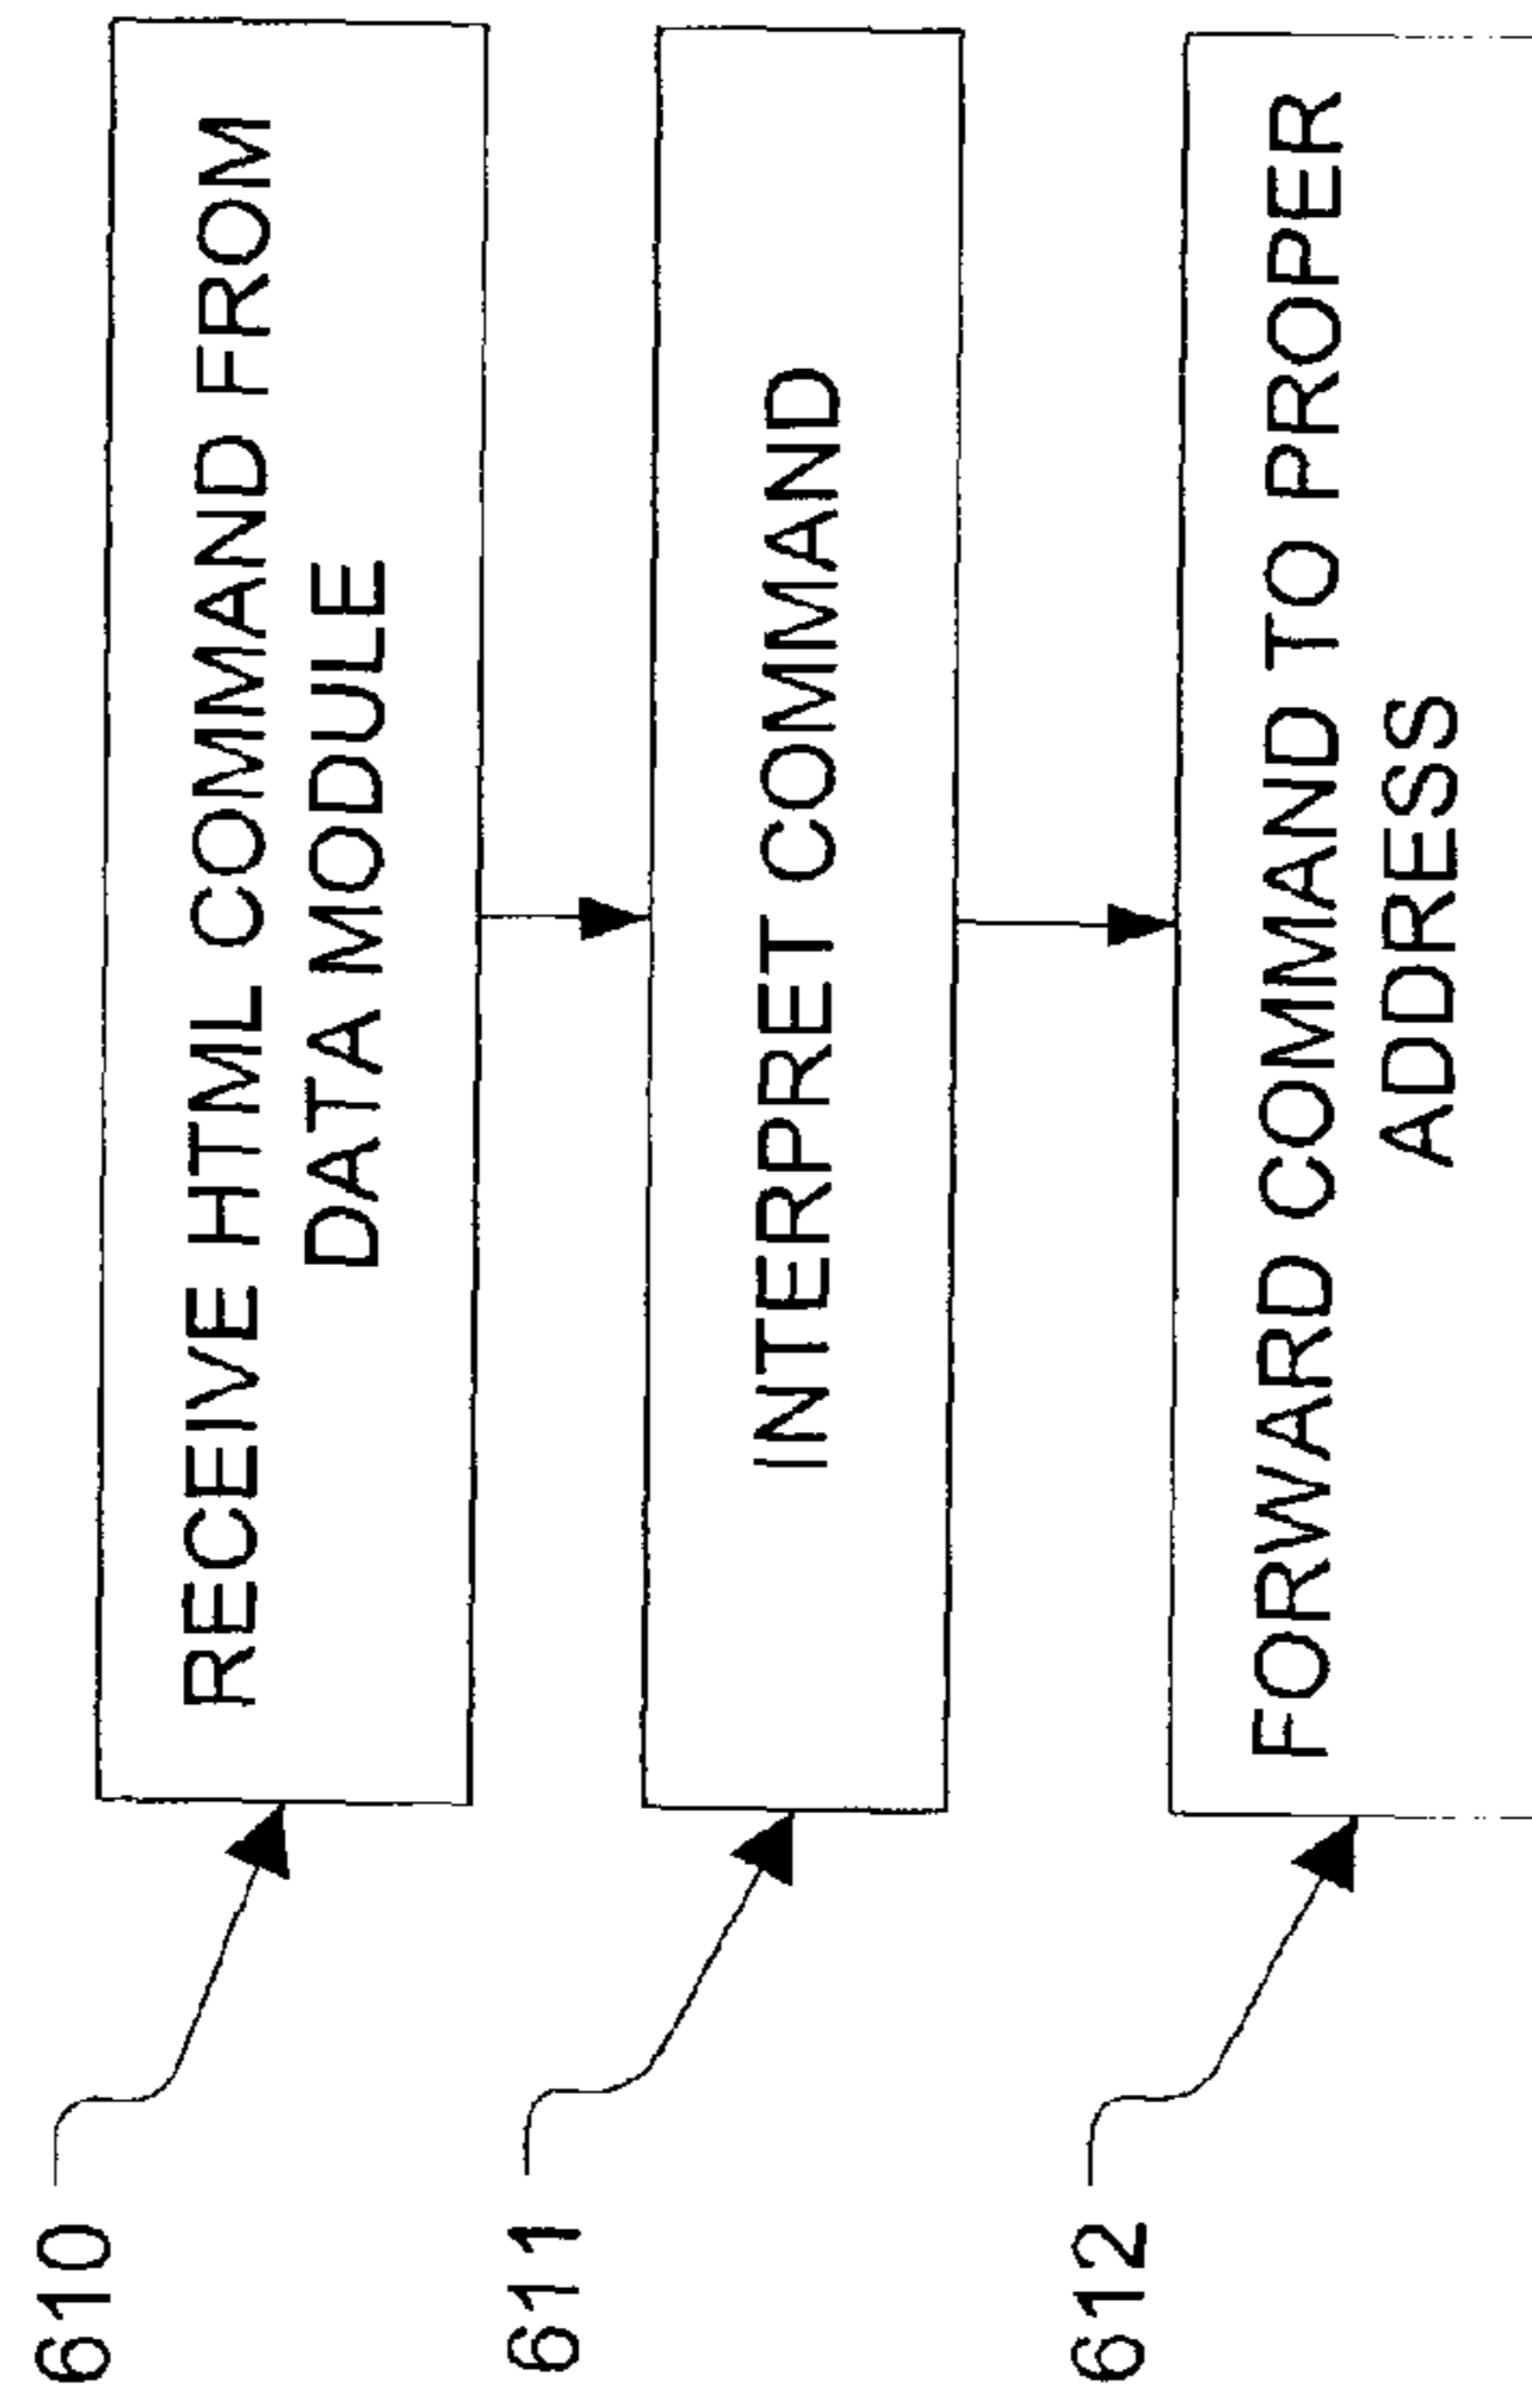 610
RECEIVE HTML COMMAND FROM
DATA MODULE
611
INTERPRET COMMAND
612
FORWARD COMMAND TO PROPER
ADDRESS